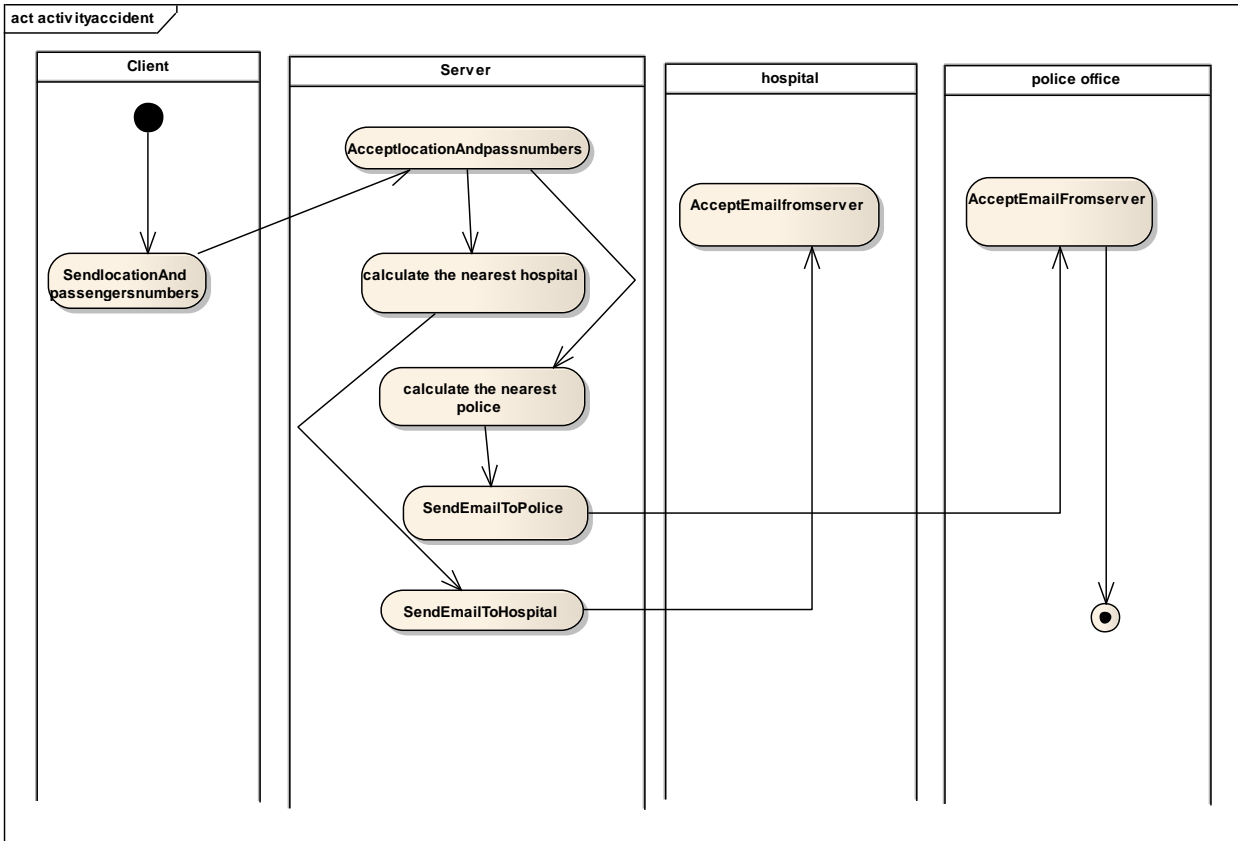 act activityaccident
Client
Server
hospital
police office
AcceptlocationAndpassnumbers
AcceptEmailfromserver
AcceptEmailFromserver
SendlocationAnd
passengersnumbers
calculate the nearest hospital
calculate the nearest
police
SendEmailToPolice
SendEmailToHospital